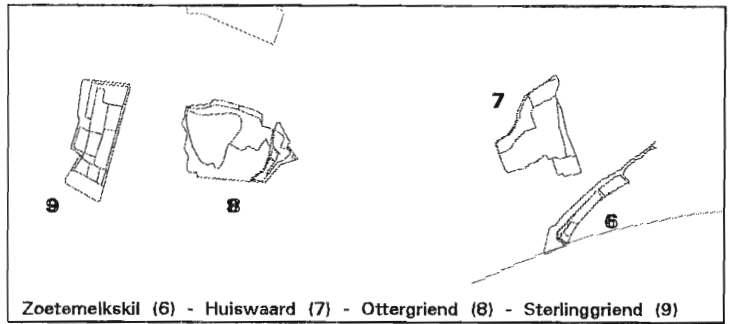 7
9
8
6
Zoetemelkskil (6) - Huiswaard (7) - Ottergriend (8) - Sterlinggriend (9)